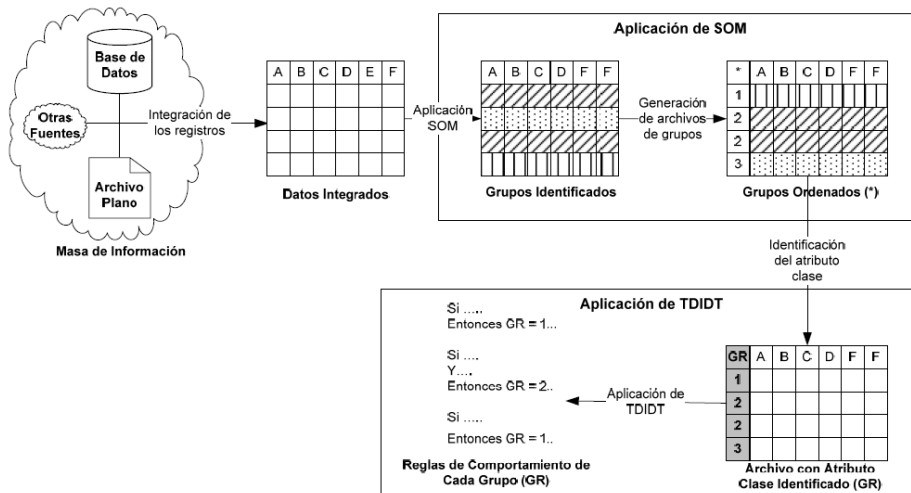 Base de
Datos
Otras
Fuentes
Archivo
Plano
Masa de Información
Integración de
los registros
A B C D E F
Datos Integrados
Aplicación
SOM
Aplicación de SOM
A B C D F F
Grupos Identificados
Generación
de archivos
de grupos
* A B C D F F
1
2
2
3
Grupos Ordenados (*)
Identificación
del atributo
clase
Aplicación de TDIDT
GR A B C D F F
1
2
2
3
Archivo con Atributo
Clase Identificado (GR)
Aplicación de
TDIDT
Si .....
Entonces GR = 1...
Si ....
Y....
Entonces GR = 2..
Si .....
Entonces GR = 1..
Reglas de Comportamiento de
Cada Grupo (GR)